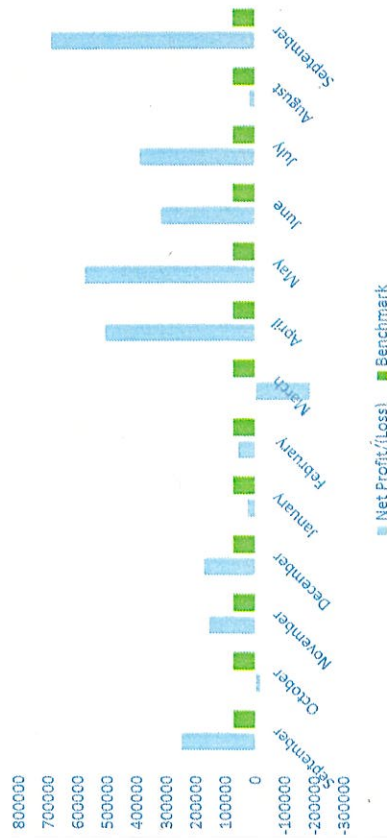 800000
700000
600000
500000
400000
300000
200000
100000
0
-100000
-200000
-300000
September
October
November
December
January
February
March
April
May
June
July
August
September
Net Profit/(Loss)
Benchmark